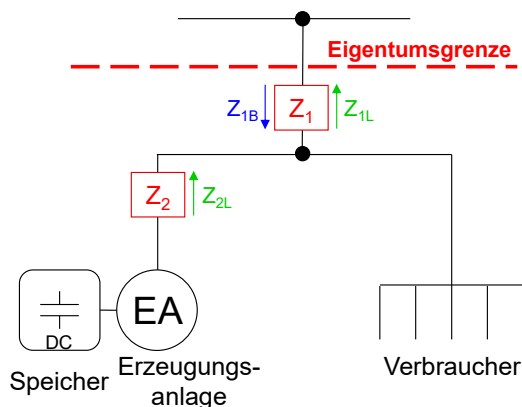 Eigentumsgrenze
Z1B
Z1
Z1L
Z2
Z2L
DC
EA
Speicher
Erzeugungs-
anlage
Verbraucher